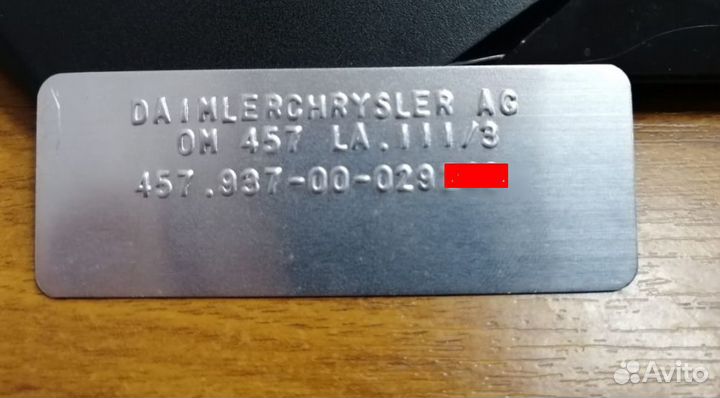 DAIMLERCHRYSLER AG
OM 457 LA.III/3
457.937-00-029
Avito